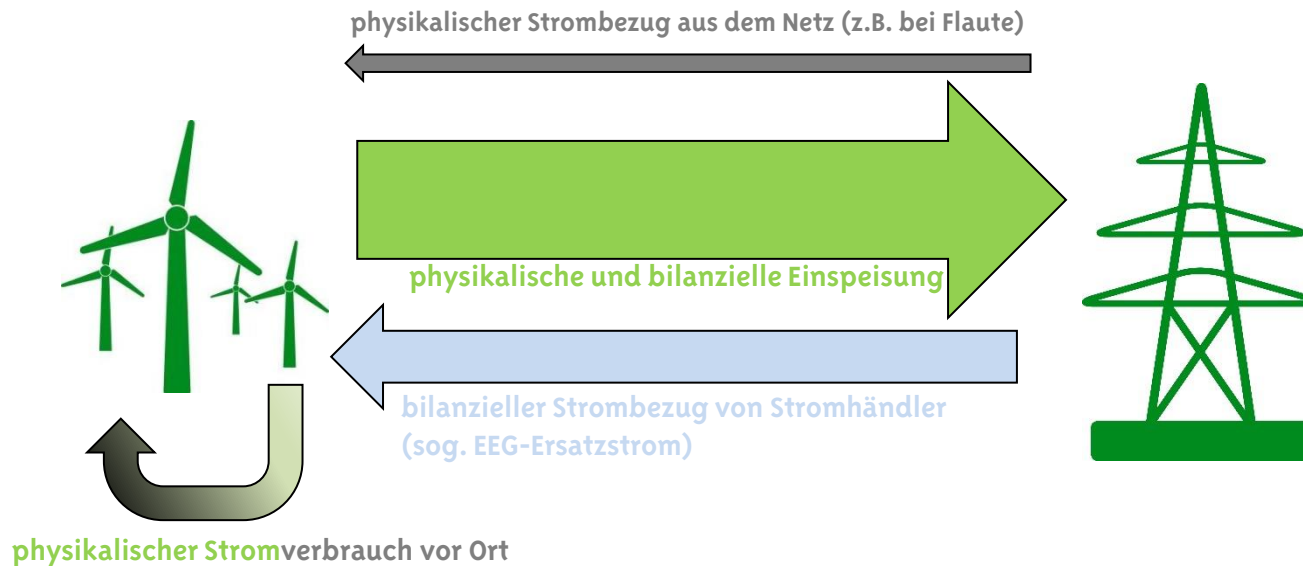 physikalischer Strombezug aus dem Netz (z.B. bei Flaute)
physikalische und bilanzielle Einspeisung
bilanzieller Strombezug von Stromhändler
(sog. EEG-Ersatzstrom)
physikalischer Stromverbrauch vor Ort